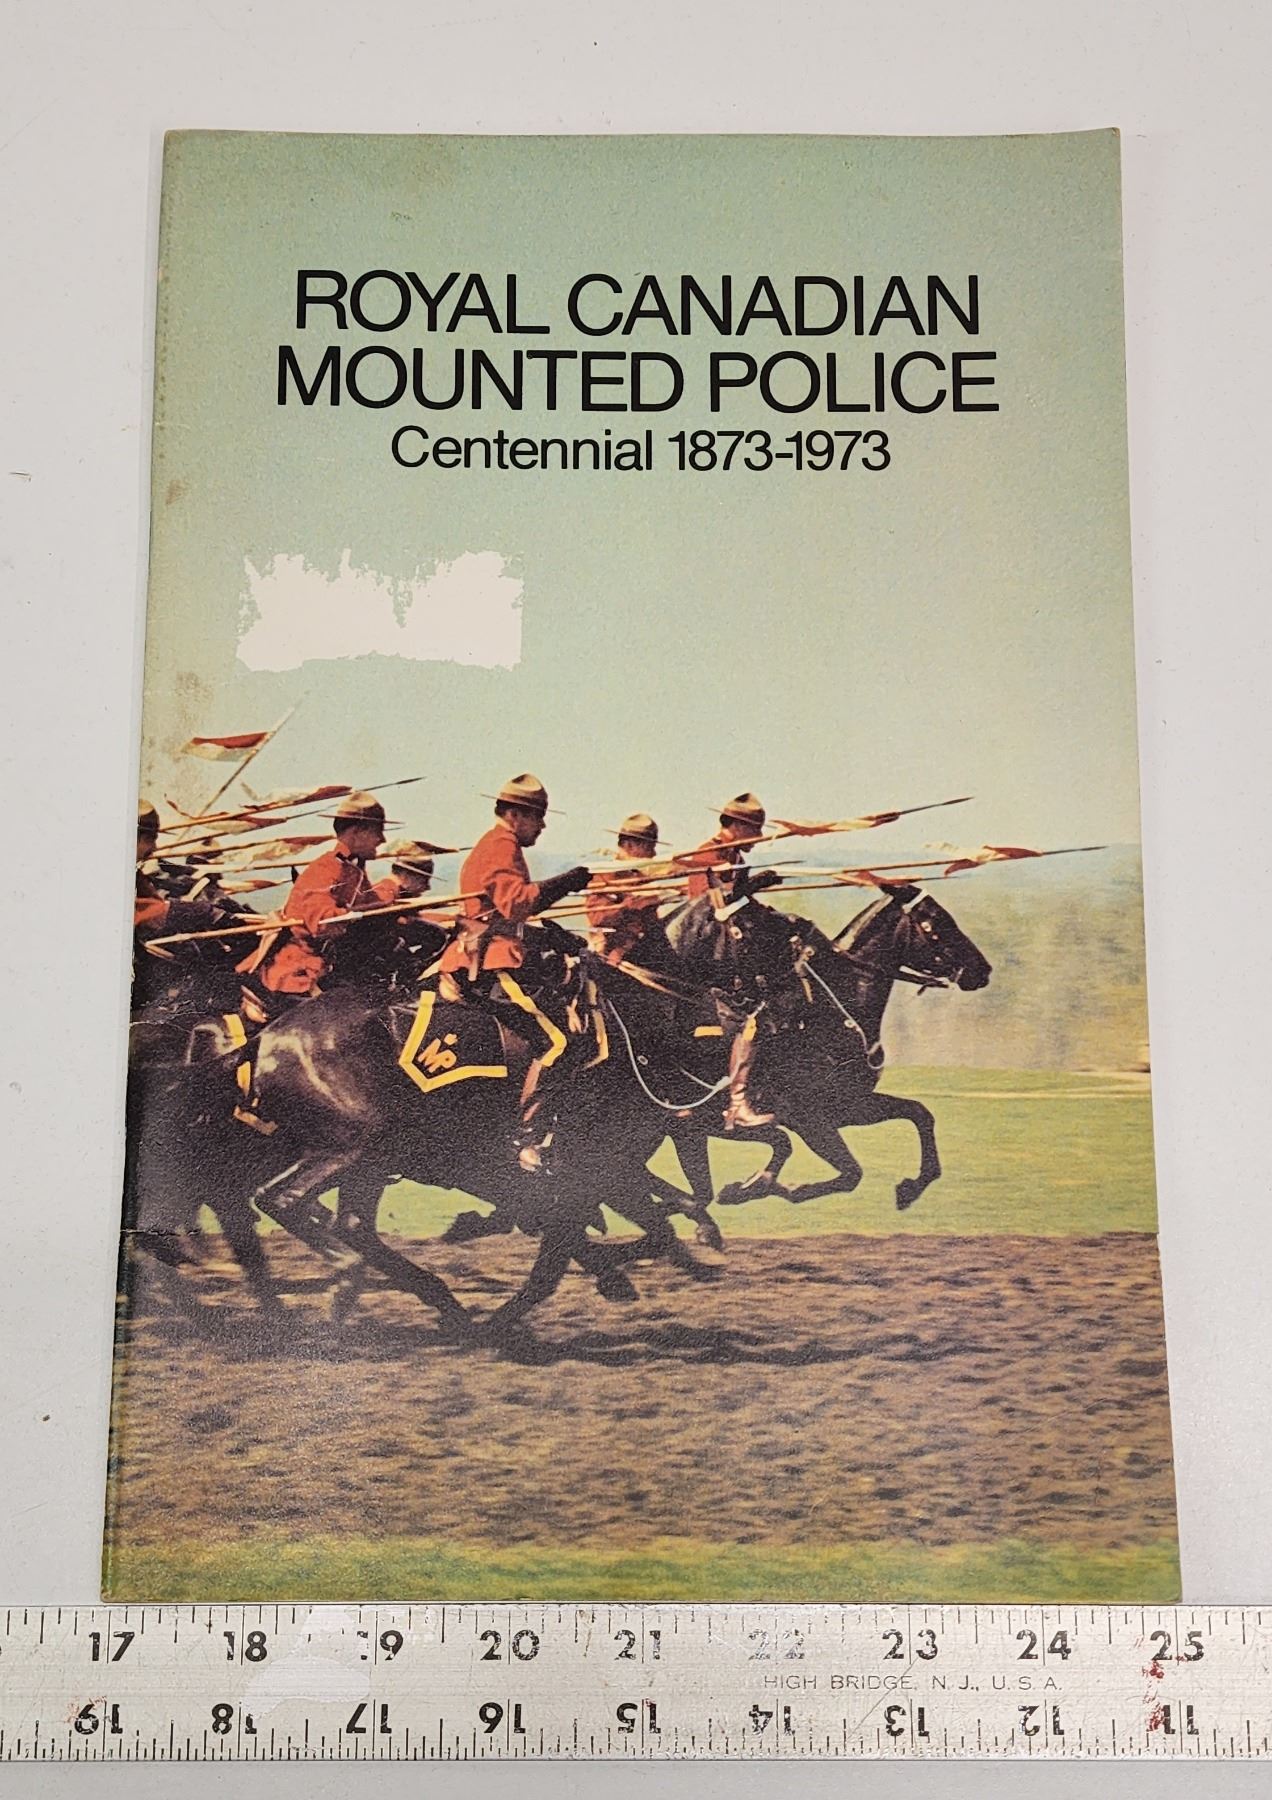 ROYAL CANADIAN
MOUNTED POLICE
Centennial 1873-1973
MP
17 18 19 20 21 22 23 24 25
HIGH BRIDGE, N. J., U. S. A.
19 18 17 16 15 14 13 12 11